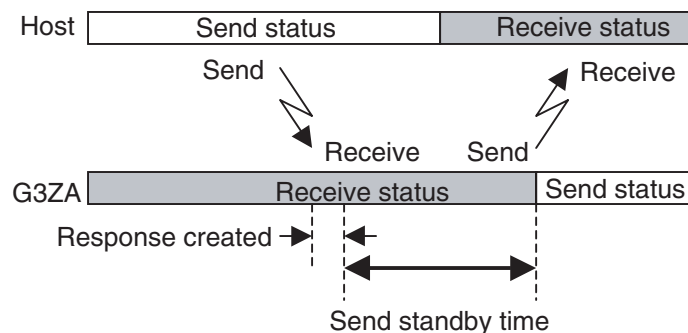 Host
Send status
Receive status
Send
Receive
Receive
Send
G3ZA
Receive status
Send status
Response created
Send standby time